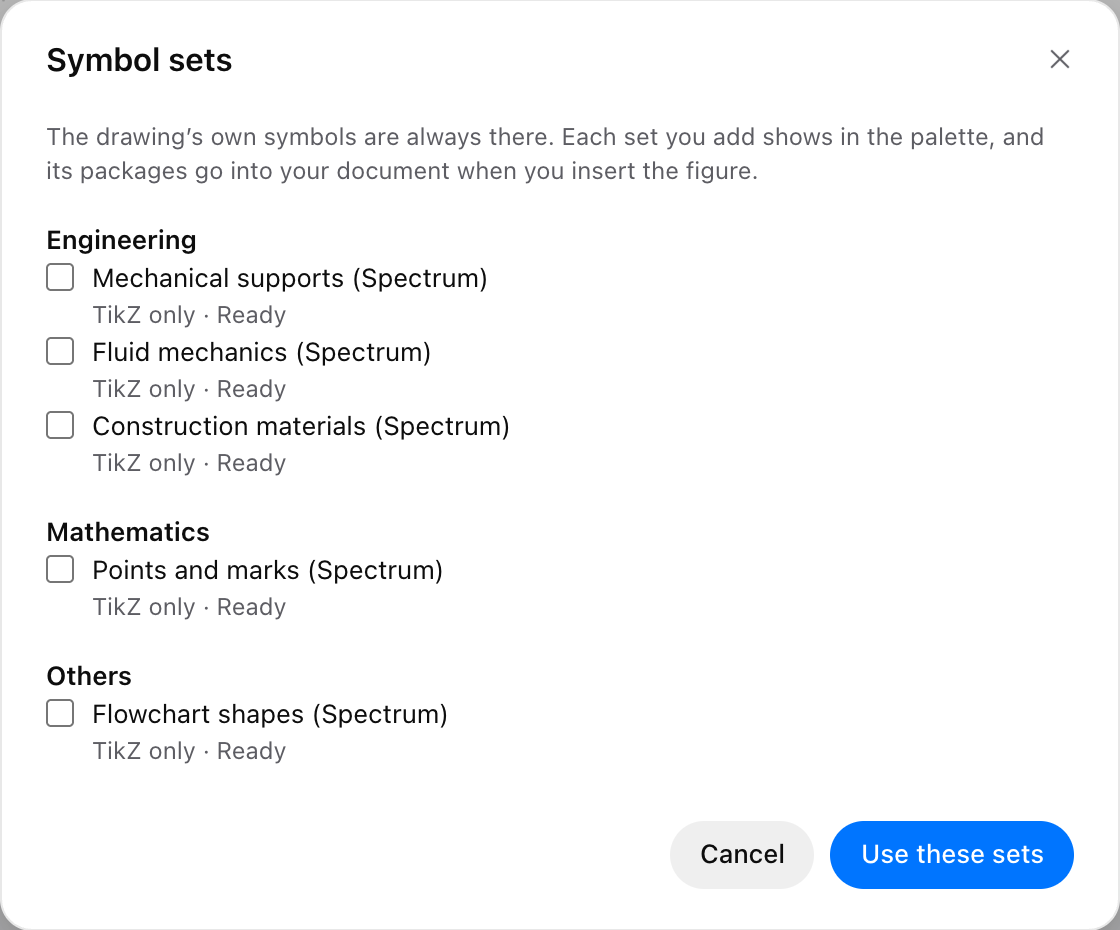 Symbol sets
The drawing’s own symbols are always there. Each set you add shows in the palette, and
its packages go into your document when you insert the figure.
Engineering
Mechanical supports (Spectrum)
TikZ only · Ready
Fluid mechanics (Spectrum)
TikZ only · Ready
Construction materials (Spectrum)
TikZ only · Ready
Mathematics
Points and marks (Spectrum)
TikZ only · Ready
Others
Flowchart shapes (Spectrum)
TikZ only · Ready
Cancel
Use these sets